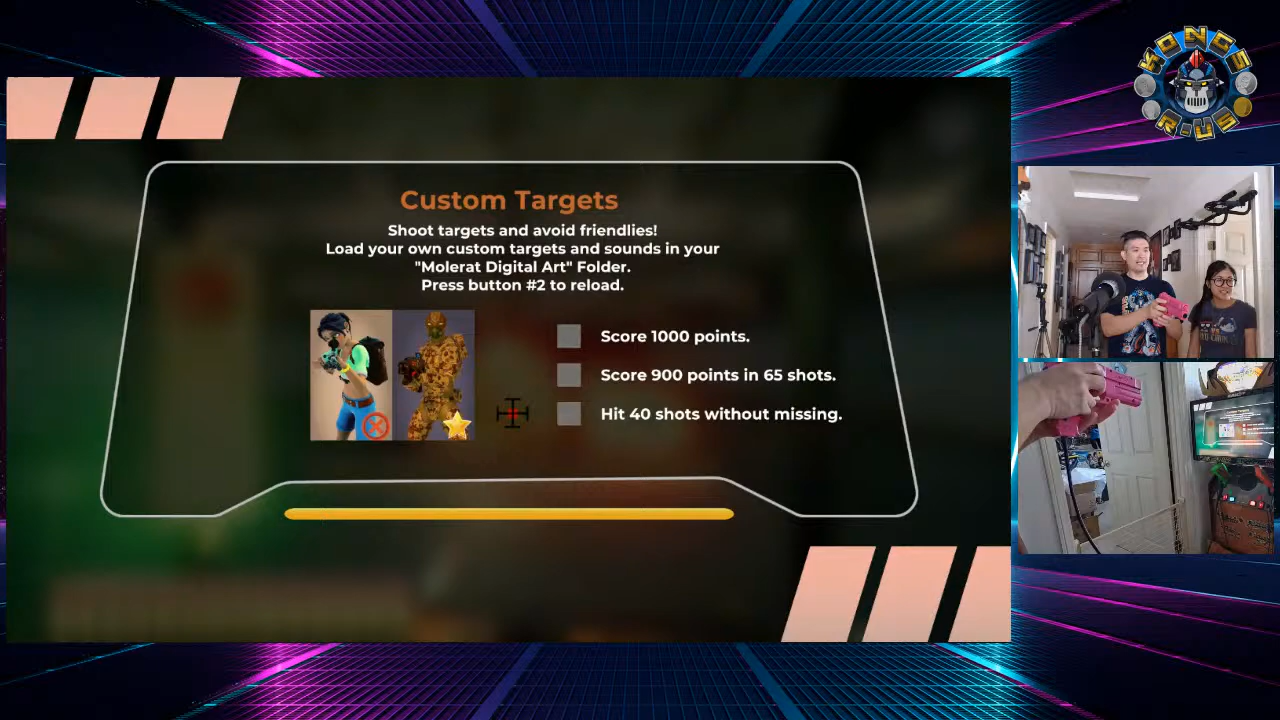 KONGS
R-US
Custom Targets
Shoot targets and avoid friendlies!
Load your own custom targets and sounds in your
"Molerat Digital Art" Folder.
Press button #2 to reload.
Score 1000 points.
Score 900 points in 65 shots.
Hit 40 shots without missing.